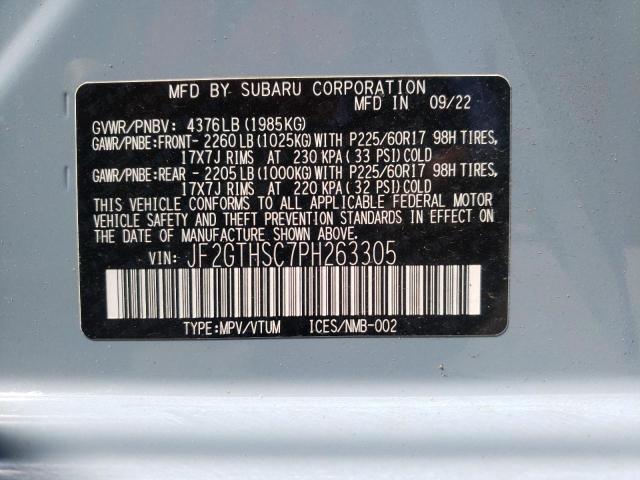 MFD BY SUBARU CORPORATION
MFD IN 09/22
GVWR/PNBV: 4376LB(1985KG)
GAWR/PNBE:FRONT-2260LB(1025KG)WITH P225/60R17 98H TIRES,
17X7J RIMS AT 230 KPA(33 PSI)COLD
GAWR/PNBE:REAR -2205LB(1000KG)WITH P225/60R17 98H TIRES,
17X7J RIMS AT 220 KPA(32 PSI)COLD
THIS VEHICLE CONFORMS TO ALL APPLICABLE FEDERAL MOTOR
VEHICLE SAFETY AND THEFT PREVENTION STANDARDS IN EFFECT
ON THE DATE OF MANUFACTURE SHOWN ABOVE.
VIN: JF2GTHSC7PH263305
TYPE:MPV/VTUM ICES/NMB-002